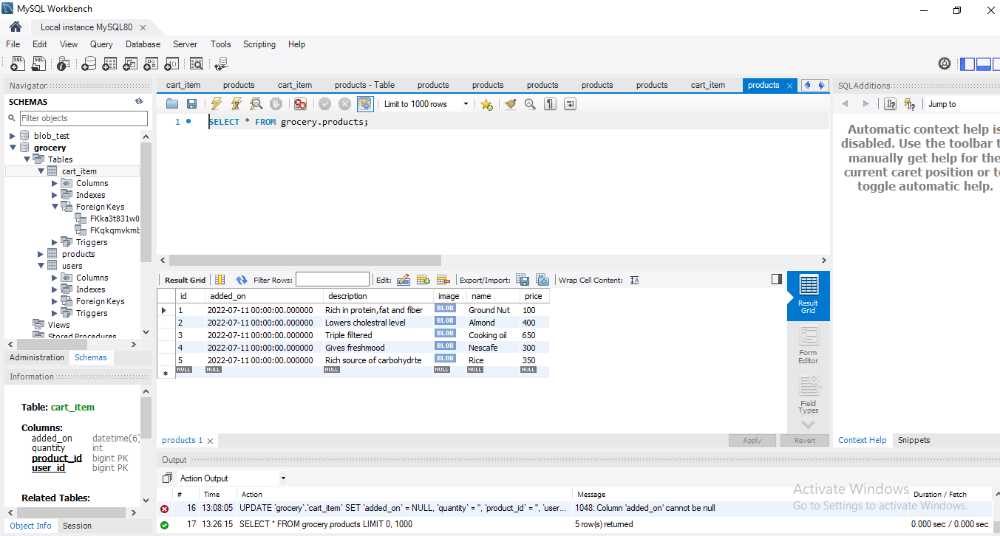 MySQL Workbench
Local instance MySQL80
File Edit View Query Database Server Tools Scripting Help
Navigator
SCHEMAS
Filter objects
blob_test
grocery
Tables
cart_item
Columns
Indexes
Foreign Keys
FKka3t831w0
FKqkqmvkmb
Triggers
products
users
Columns
Indexes
Foreign Keys
Triggers
Views
Stored Procedures
Administration Schemas
Information
Table: cart_item
Columns:
added_on datetime(6)
quantity int
product_id bigint PK
user_id bigint PK
Related Tables:
Object Info Session
cart_item products cart_item products - Table products products products products products cart_item products
Limit to 1000 rows
1 SELECT * FROM grocery.products;
Result Grid Filter Rows: Edit: Export/Import: Wrap Cell Content:
id added_on description image name price
1 2022-07-11 00:00:00.000000 Rich in protein,fat and fiber BLOB Ground Nut 100
2 2022-07-11 00:00:00.000000 Lowers cholestral level BLOB Almond 400
3 2022-07-11 00:00:00.000000 Triple filtered BLOB Cooking oil 650
4 2022-07-11 00:00:00.000000 Gives freshmood BLOB Nescafe 300
5 2022-07-11 00:00:00.000000 Rich source of carbohydrte BLOB Rice 350
NULL NULL NULL NULL NULL NULL
Result
Grid
Form
Editor
Field
Types
products 1
Apply Revert
SQLAdditions
Jump to
Automatic context help is
disabled. Use the toolbar t
manually get help for the
current caret position or to
toggle automatic help.
Context Help Snippets
Output
Action Output
# Time Action Message Duration / Fetch
16 13:08:05 UPDATE `grocery`.`cart_item` SET `added_on` = NULL, `quantity` = '', `product_id` = '', `user... 1048: Column 'added_on' cannot be null
17 13:26:15 SELECT * FROM grocery.products LIMIT 0, 1000 5 row(s) returned 0.000 sec / 0.000 sec
Activate Windows
Go to Settings to activate Windows.